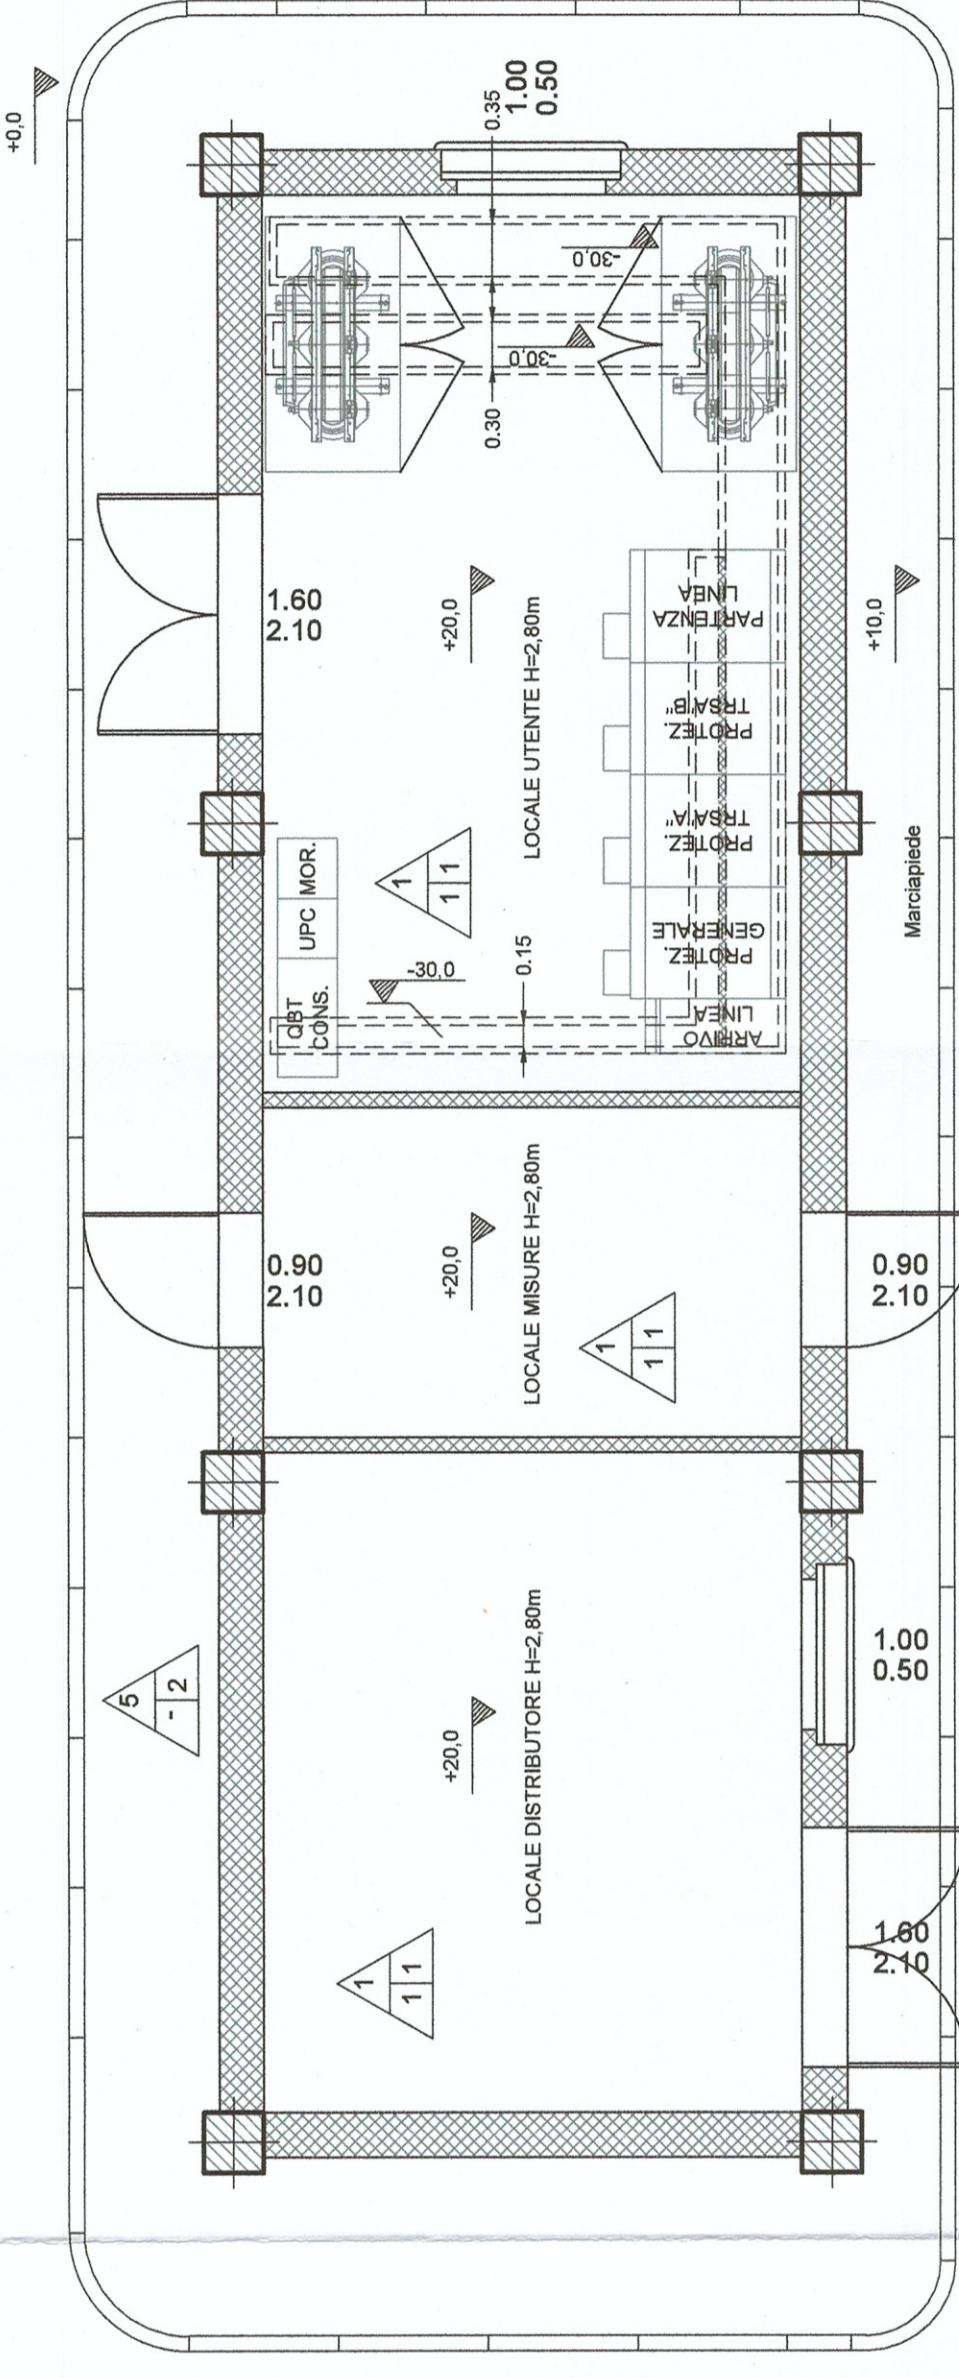 +0,0
0.35
1.00
0.50
-30,0
-30,0
0.30
1.60
2.10
+20,0
LOCALE UTENTE H=2,80m
PARTENZA
LINEA
PROTEZ.
TRSA"B"
PROTEZ.
TRSA"A"
PROTEZ.
GENERALE
ARRIVO
LINEA
+10,0
Marciapiede
QBT
CONS.
UPC
MOR.
1
1 1
-30,0
0.15
0.90
2.10
+20,0
LOCALE MISURE H=2,80m
1
1 1
0.90
2.10
5
- 2
+20,0
LOCALE DISTRIBUTORE H=2,80m
1
1 1
1.00
0.50
1.60
2.10